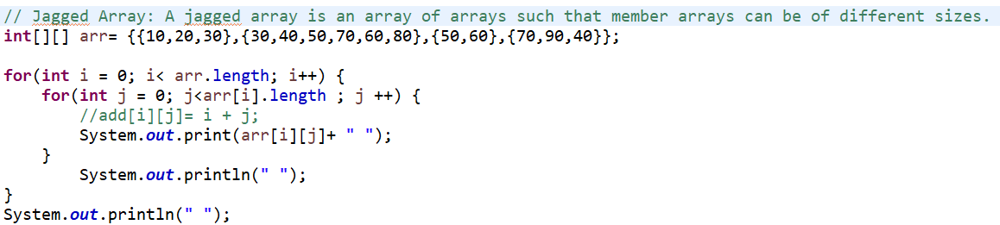 // Jagged Array: A jagged array is an array of arrays such that member arrays can be of different sizes.
int[][] arr= {{10,20,30},{30,40,50,70,60,80},{50,60},{70,90,40}};

for(int i = 0; i< arr.length; i++) {
    for(int j = 0; j<arr[i].length ; j ++) {
        //add[i][j]= i + j;
        System.out.print(arr[i][j]+ " ");
    }
        System.out.println(" ");
}
System.out.println(" ");